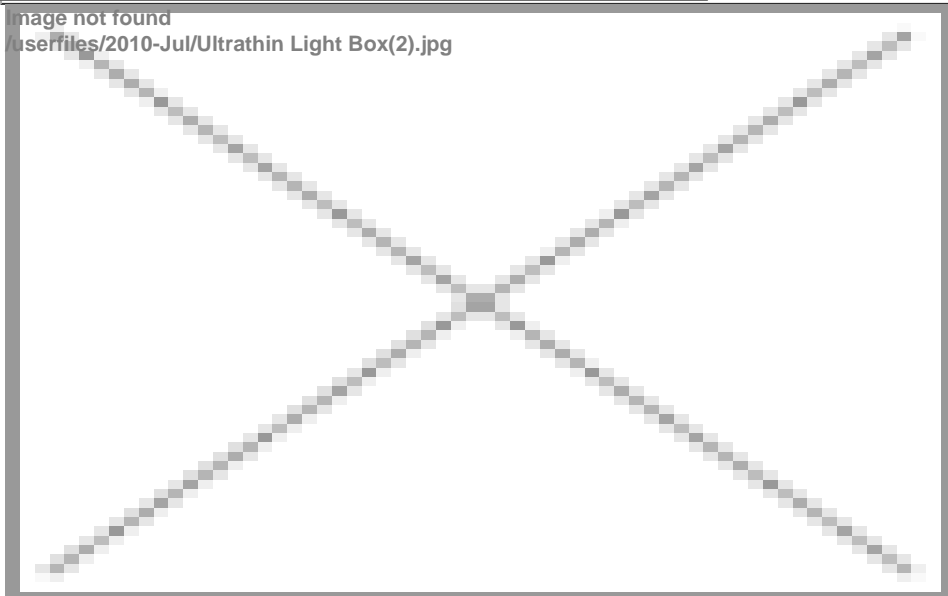 Image not found
/userfiles/2010-Jul/Ultrathin Light Box(2).jpg